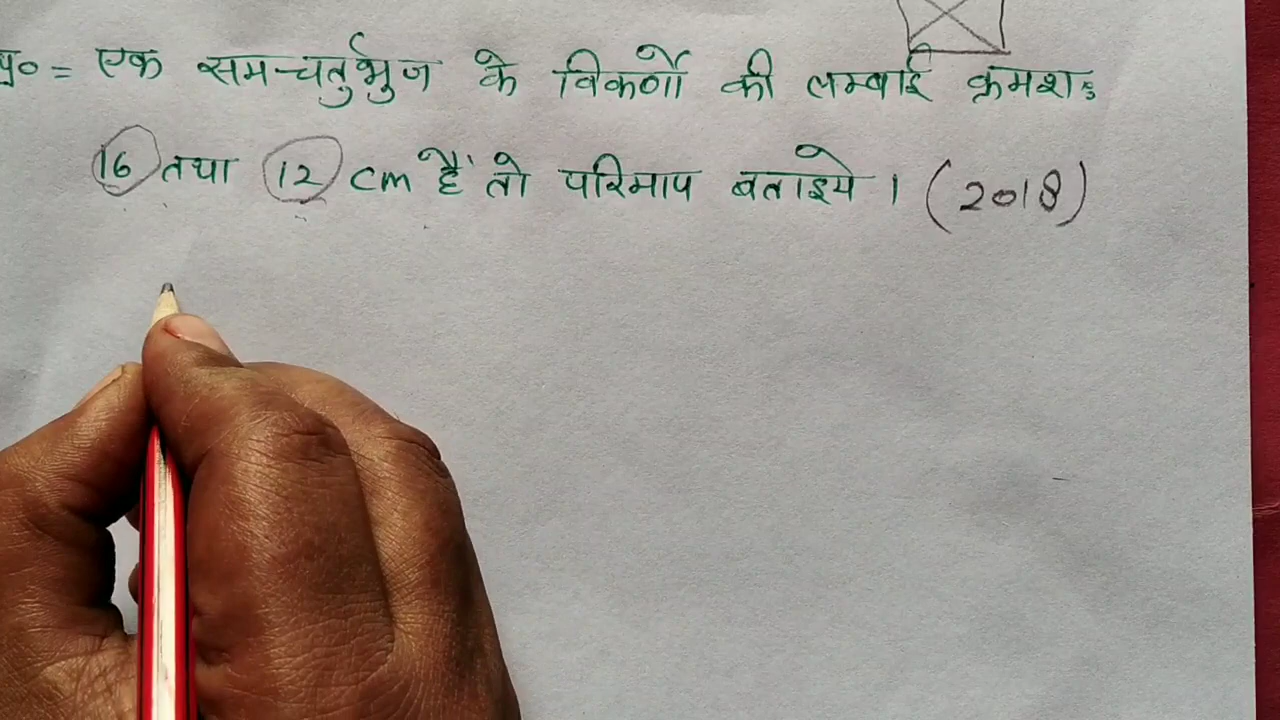 प्र० = एक समचतुर्भुज के विकर्णो की लम्बाई क्रमशः
16 तथा 12 cm हैं तो परिमाप बताइये । (2018)